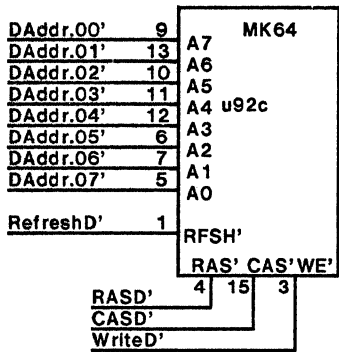 DAddr.00' 9 MK64
DAddr.01' 13 A7
DAddr.02' 10 A6
DAddr.03' 11 A5
DAddr.04' 12 A4 u92c
DAddr.05' 6 A3
DAddr.06' 7 A2
DAddr.07' 5 A1
A0
RefreshD' 1
RFSH'
RAS' CAS' WE'
4 15 3
RASD'
CASD'
WriteD'